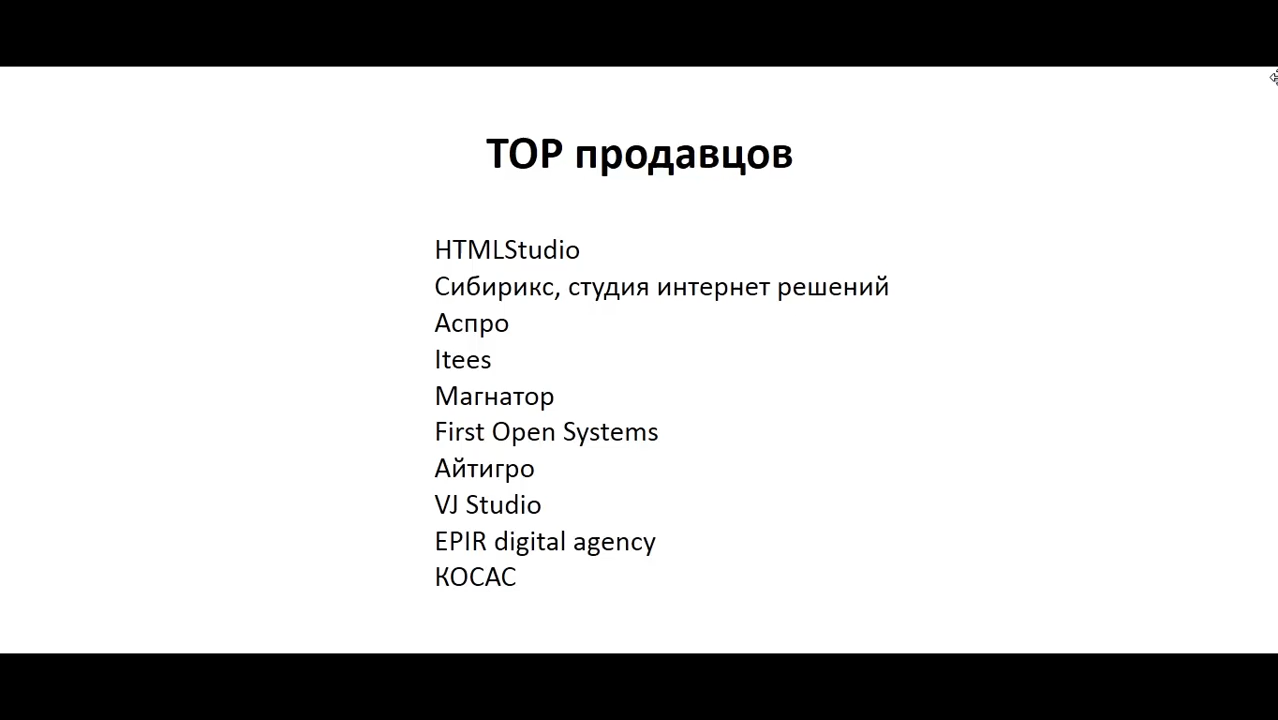 TOP продавцов
HTMLStudio
Сибирикс, студия интернет решений
Аспро
Itees
Магнатор
First Open Systems
Айтигро
VJ Studio
EPIR digital agency
КОСАС